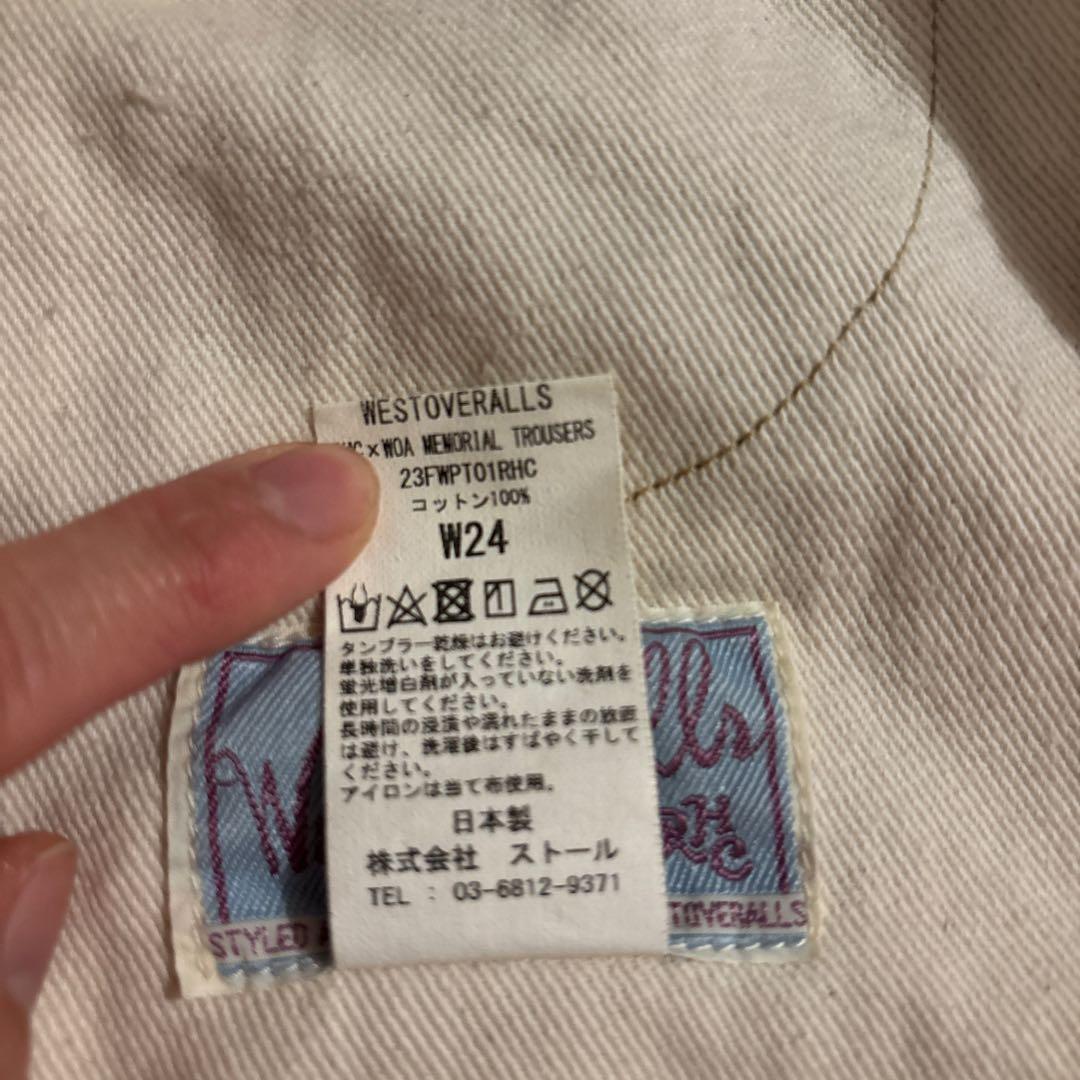 WESTOVERALLS
C×WOA MEMORIAL TROUSERS
23FWPT01RHC
コットン100%
W24
タンブラー乾燥はお避けください。
単独洗いをしてください。
蛍光増白剤が入っていない洗剤を
使用してください。
長時間の浸漬や濡れたままの放置
は避け、洗濯後はすばやく干して
ください。
アイロンは当て布使用。
日本製
株式会社 ストール
TEL : 03-6812-9371
W lls
RHC
STYLED TOVERALLS